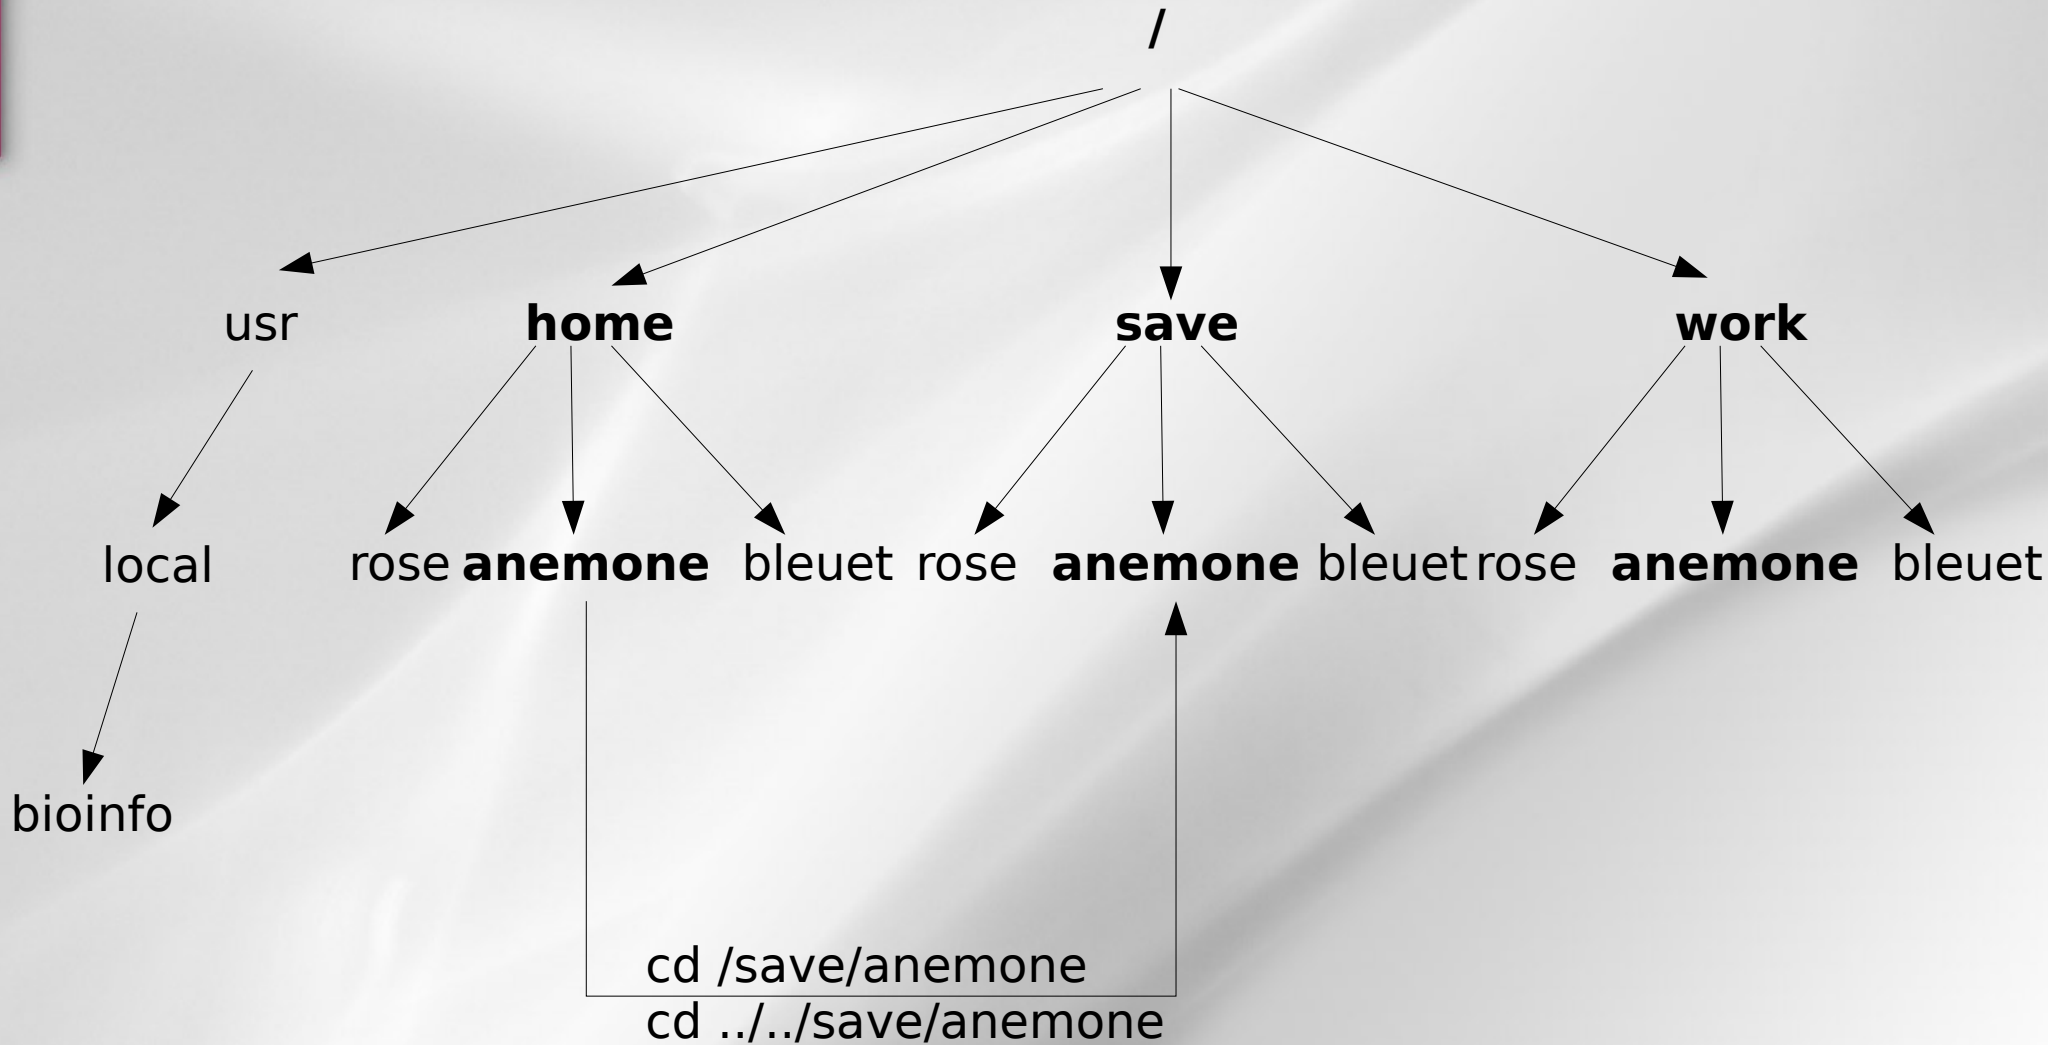 /
usr home save work
local rose anemone bleuet rose anemone bleuet rose anemone bleuet
bioinfo
cd /save/anemone
cd ../../save/anemone